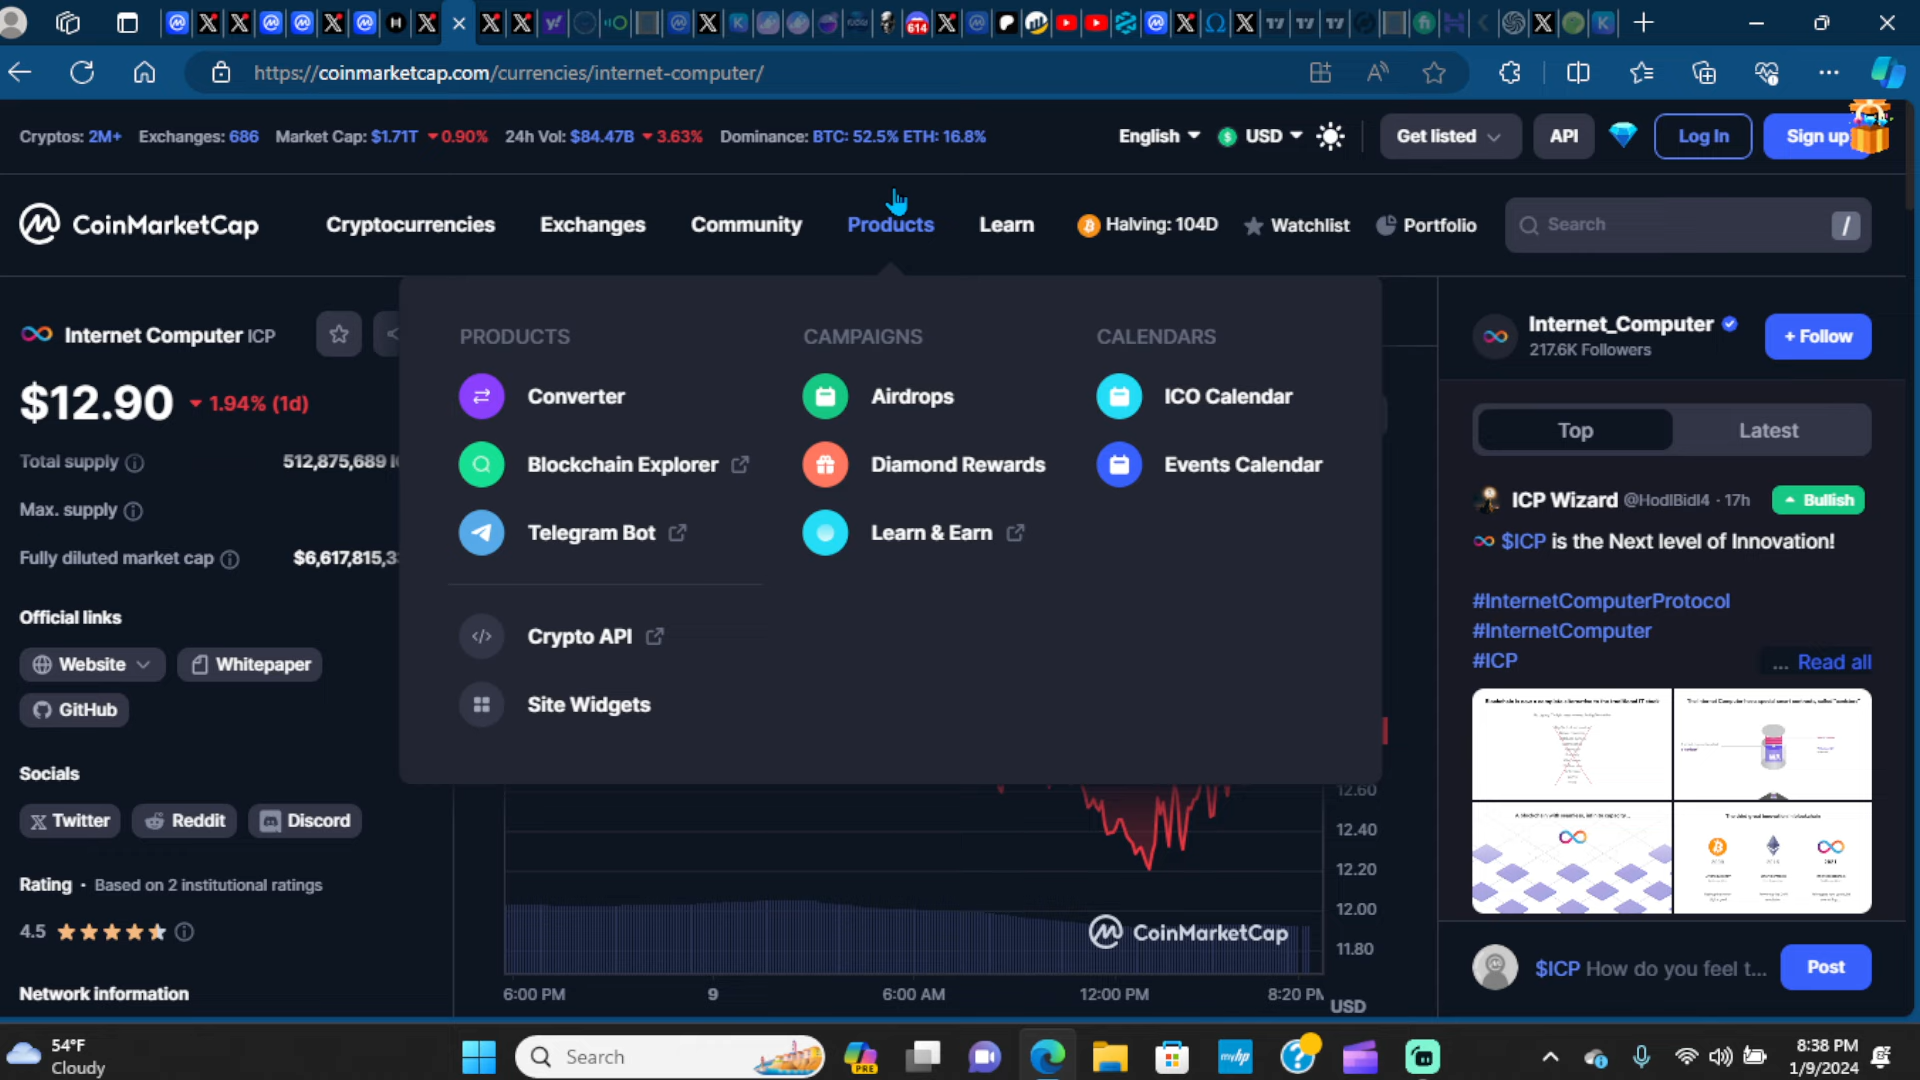 614
https://coinmarketcap.com/currencies/internet-computer/
Cryptos: 2M+ Exchanges: 686 Market Cap: $1.71T 0.90% 24h Vol: $84.47B 3.63% Dominance: BTC: 52.5% ETH: 16.8%
English USD Get listed API Log In Sign up
CoinMarketCap Cryptocurrencies Exchanges Community Products Learn Halving: 104D Watchlist Portfolio Search /
Internet Computer ICP
$12.90 1.94% (1d)
Total supply 512,875,689
Max. supply
Fully diluted market cap $6,617,815,3
Official links
Website Whitepaper
GitHub
Socials
Twitter Reddit Discord
Rating · Based on 2 institutional ratings
4.5
Network information
PRODUCTS
Converter
Blockchain Explorer
Telegram Bot
Crypto API
Site Widgets
CAMPAIGNS
Airdrops
Diamond Rewards
Learn & Earn
CALENDARS
ICO Calendar
Events Calendar
12.60
12.40
12.20
12.00
11.80
CoinMarketCap
6:00 PM 9 6:00 AM 12:00 PM 8:20 PM
USD
Internet_Computer
217.6K Followers
+ Follow
Top Latest
ICP Wizard @HodlBidl4 · 17h Bullish
$ICP is the Next level of Innovation!
#InternetComputerProtocol
#InternetComputer
#ICP
... Read all
$ICP How do you feel t... Post
54°F
Cloudy
Search
PRE
myhp
8:38 PM
1/9/2024